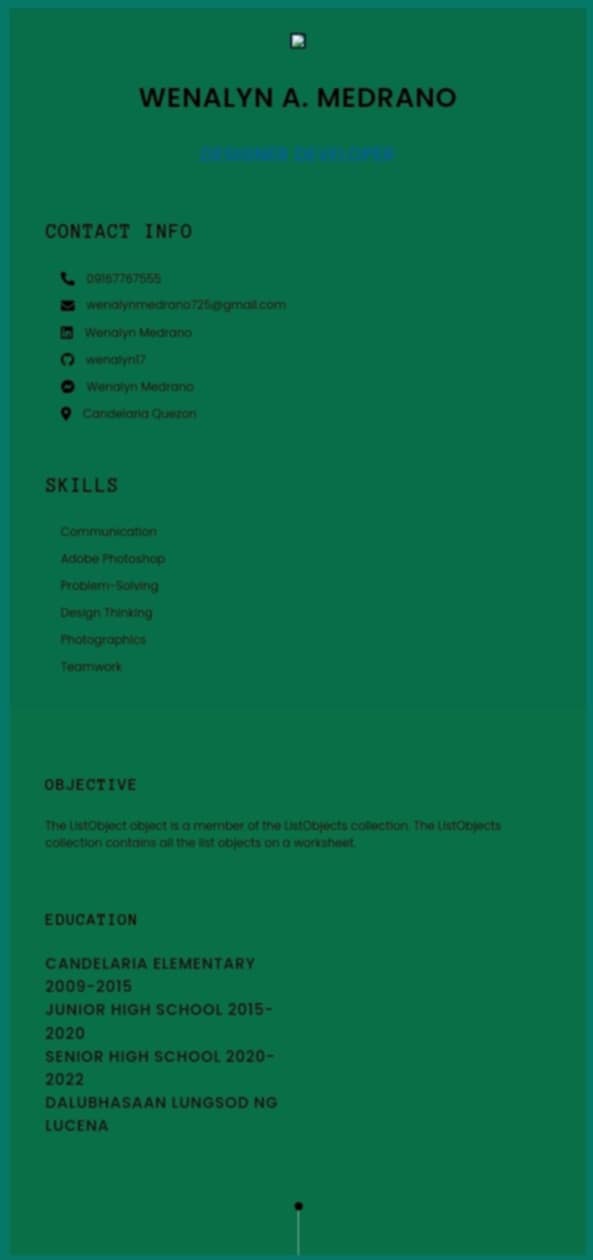 WENALYN A. MEDRANO
DESIGNER DEVELOPER
CONTACT INFO
09167767555
wenalynmedrano725@gmail.com
Wenalyn Medrano
wenalyn17
Wenalyn Medrano
Candelaria Quezon
SKILLS
Communication
Adobe Photoshop
Problem-Solving
Design Thinking
Photographics
Teamwork
OBJECTIVE
The ListObject object is a member of the ListObjects collection. The ListObjects
collection contains all the list objects on a worksheet.
EDUCATION
CANDELARIA ELEMENTARY
2009-2015
JUNIOR HIGH SCHOOL 2015-
2020
SENIOR HIGH SCHOOL 2020-
2022
DALUBHASAAN LUNGSOD NG
LUCENA